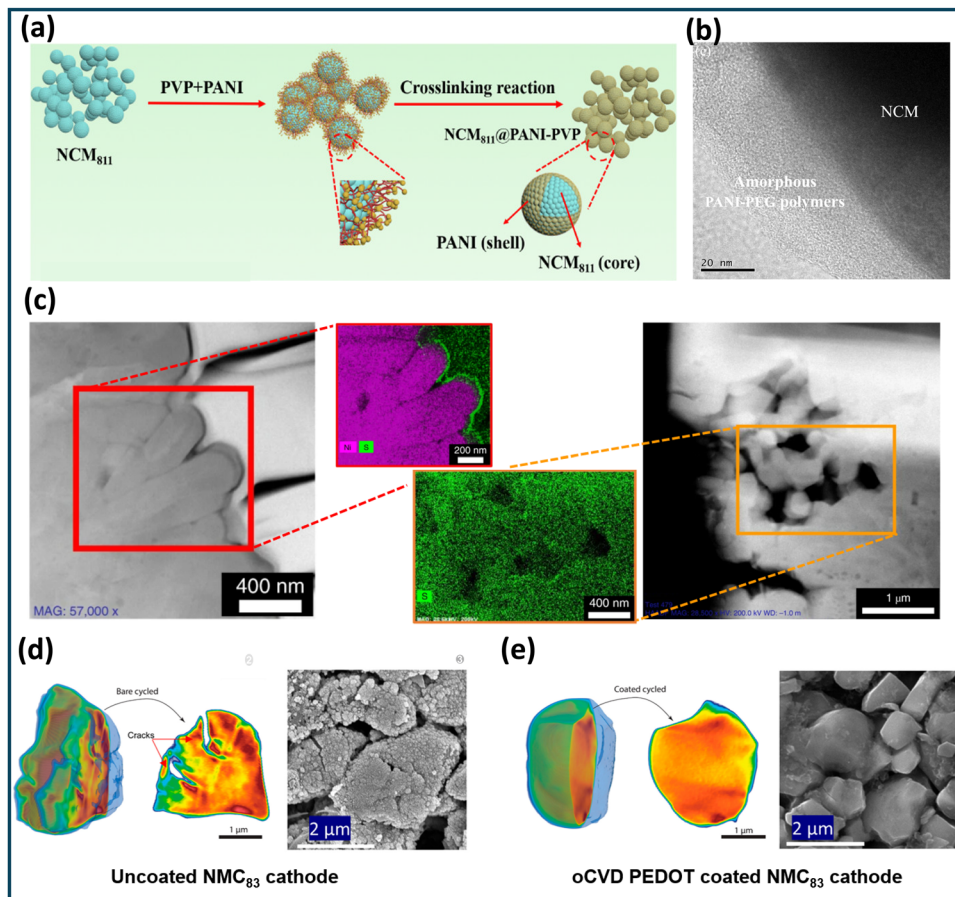 (a)
NCM811
PVP+PANI
Crosslinking reaction
NCM811@PANI-PVP
PANI (shell)
NCM811 (core)
(b)
NCM
Amorphous
PANI-PEG polymers
20 nm
(c)
MAG: 57,000 x
400 nm
Ni S
200 nm
S
400 nm
1 μm
(d)
Bare cycled
Cracks
1 μm
2 μm
Uncoated NMC83 cathode
(e)
Coated cycled
1 μm
2 μm
oCVD PEDOT coated NMC83 cathode